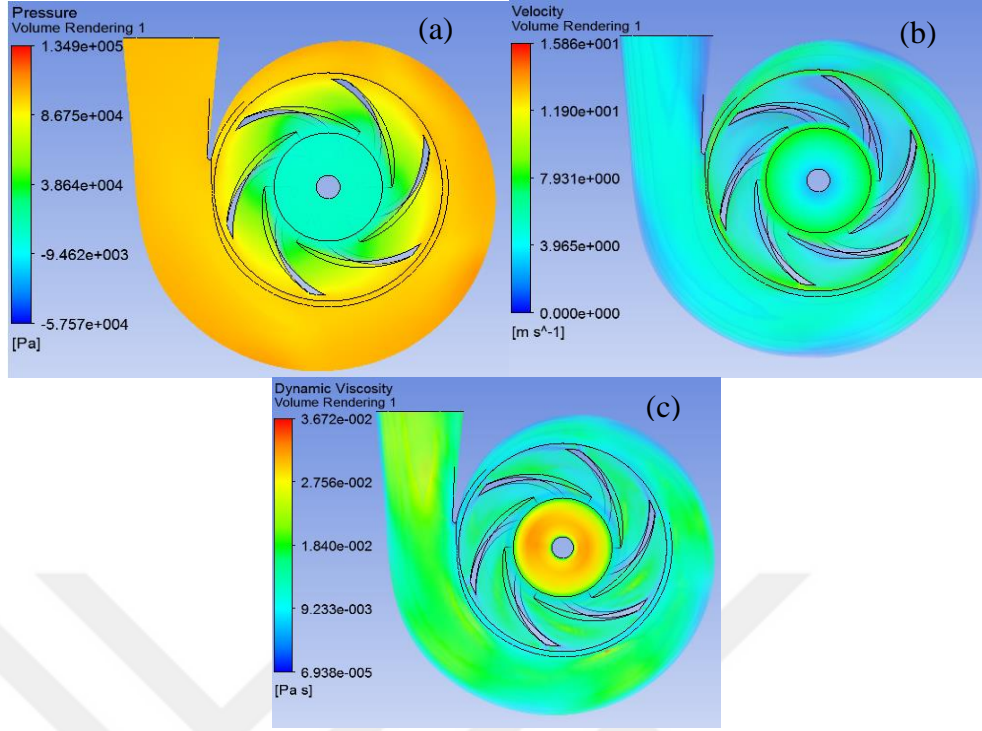 Pressure
Volume Rendering 1
(a)
1.349e+005
8.675e+004
3.864e+004
-9.462e+003
-5.757e+004
[Pa]
Velocity
Volume Rendering 1
(b)
1.586e+001
1.190e+001
7.931e+000
3.965e+000
0.000e+000
[m s^-1]
Dynamic Viscosity
Volume Rendering 1
(c)
3.672e-002
2.756e-002
1.840e-002
9.233e-003
6.938e-005
[Pa s]